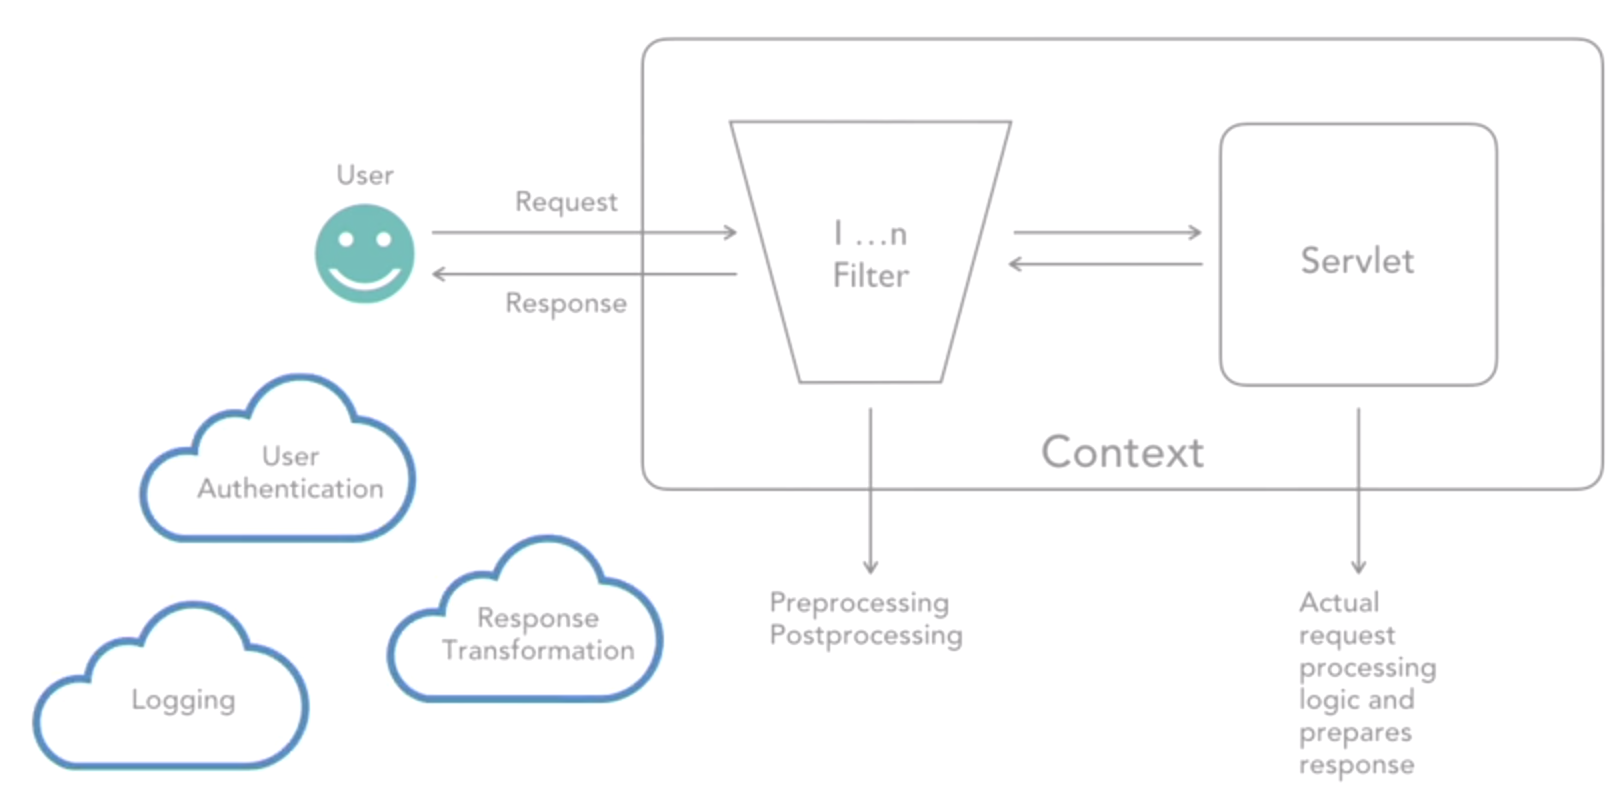 User
Request
Response
I ...n
Filter
Servlet
Context
User
Authentication
Response
Transformation
Logging
Preprocessing
Postprocessing
Actual
request
processing
logic and
prepares
response